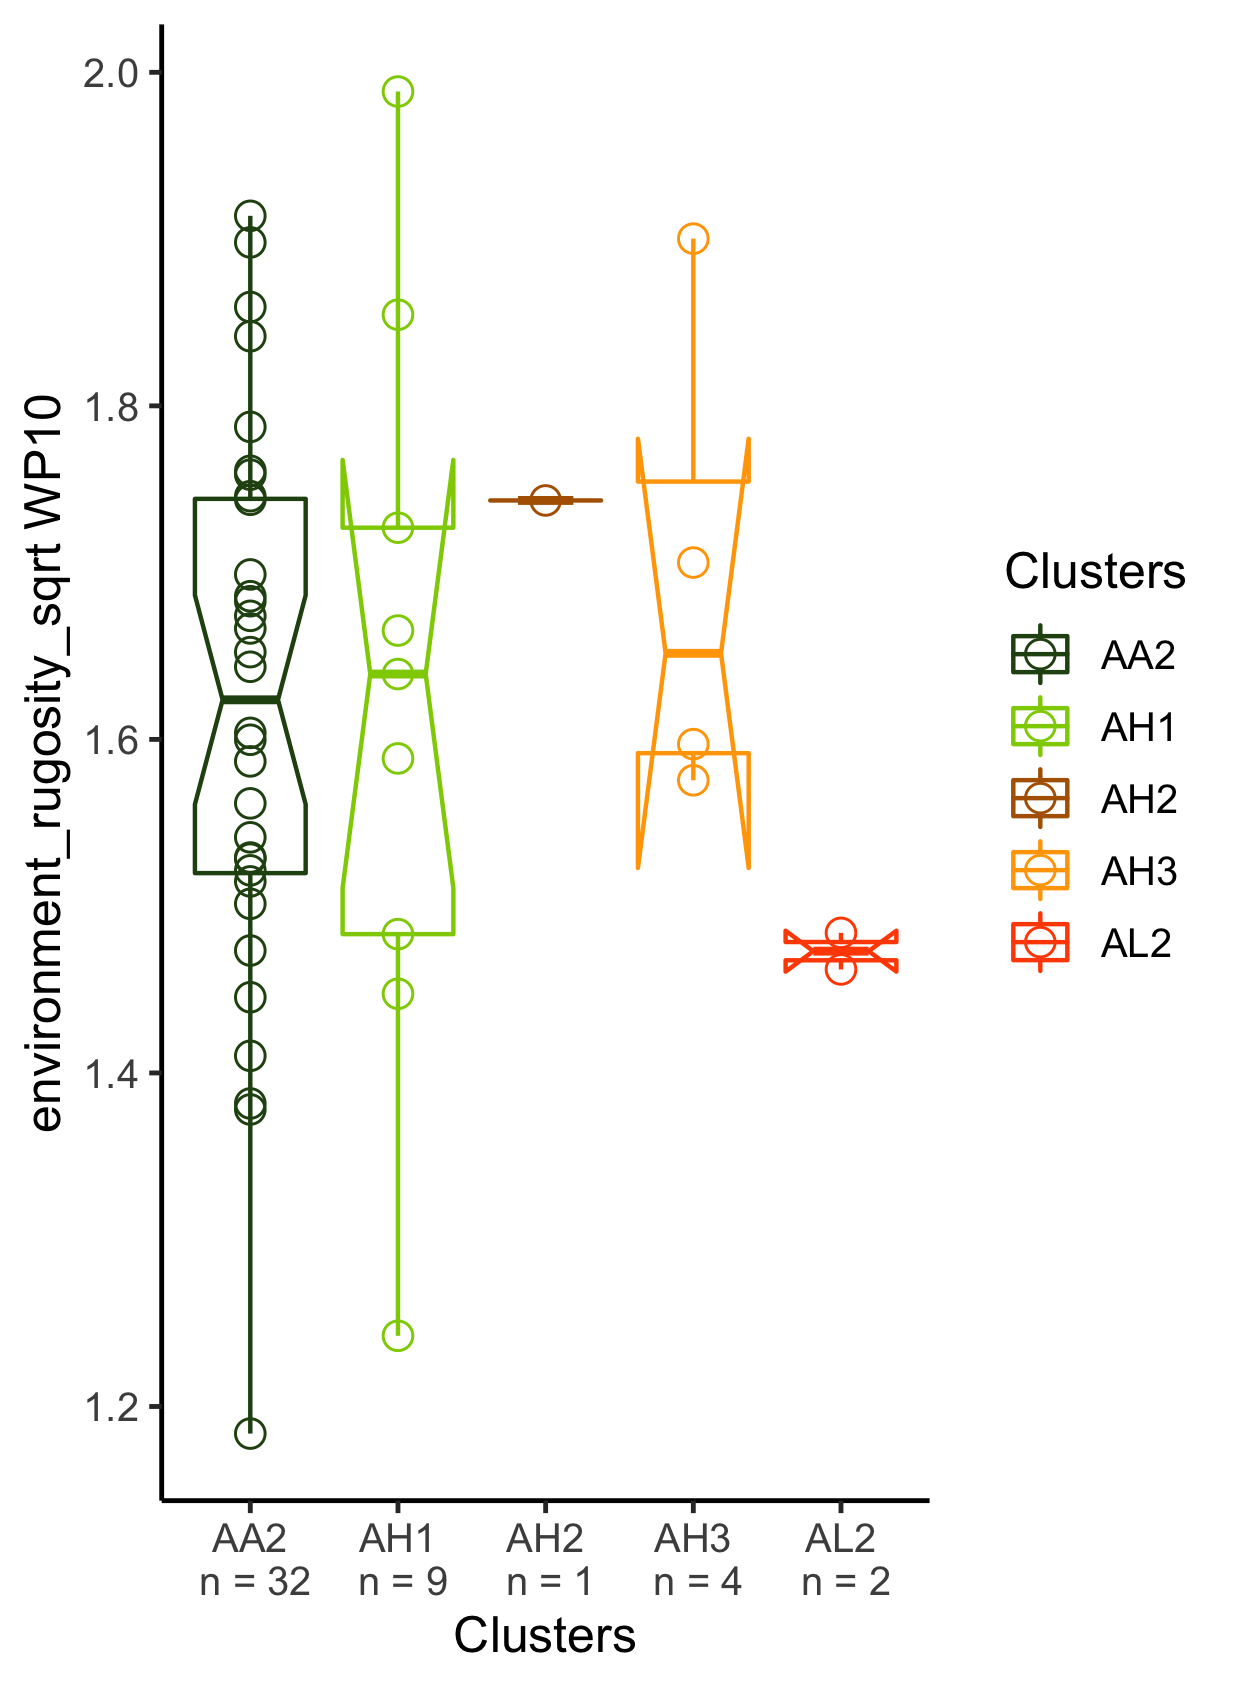 environment_rugosity_sqrt WP10
2.0
1.8
1.6
1.4
1.2
AA2 AH1 AH2 AH3 AL2
n = 32 n = 9 n = 1 n = 4 n = 2
Clusters
Clusters
AA2
AH1
AH2
AH3
AL2